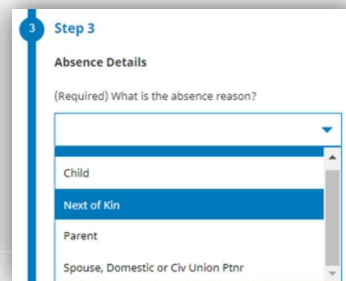 3 Step 3
Absence Details
(Required) What is the absence reason?
Child
Next of Kin
Parent
Spouse, Domestic or Civ Union Ptnr